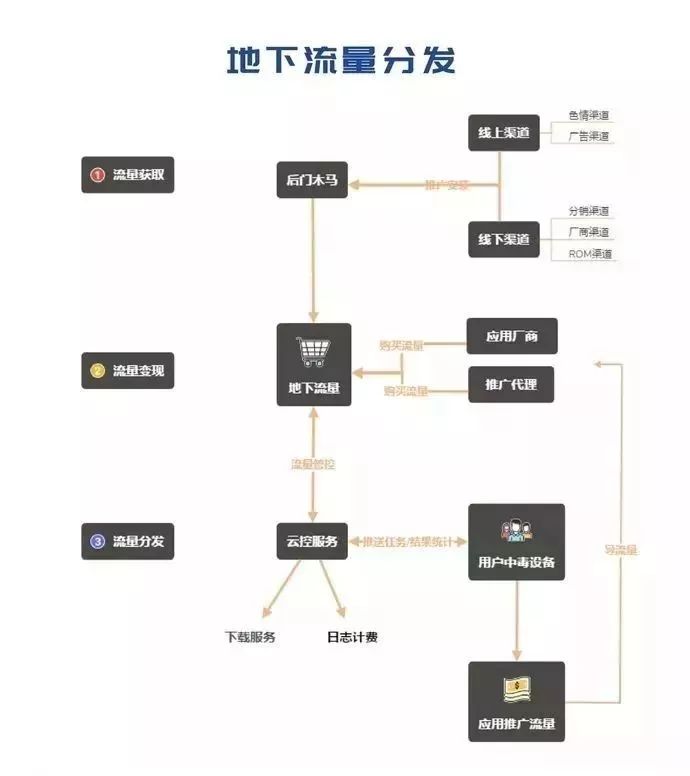 地下流量分发
色情渠道
线上渠道
广告渠道
① 流量获取
后门木马
推广安装
分销渠道
线下渠道
厂商渠道
ROM渠道
应用厂商
购买流量
② 流量变现
地下流量
推广代理
购买流量
流量管控
③ 流量分发
云控服务
推送任务/结果统计
用户中毒设备
导流量
下载服务
日志计费
应用推广流量